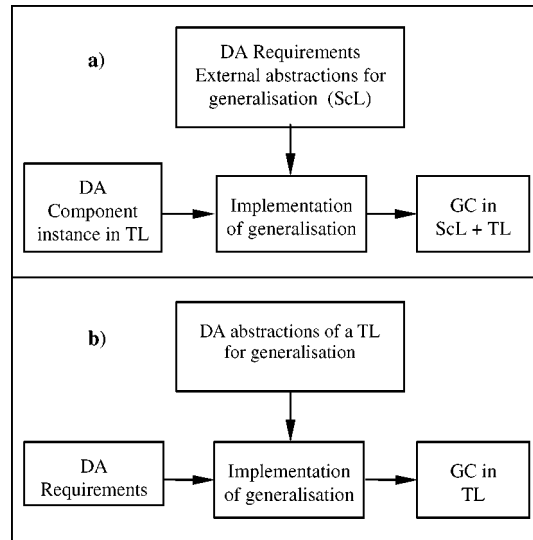 a)
DA Requirements
External abstractions for
generalisation (ScL)
DA
Component
instance in TL
Implementation
of generalisation
GC in
ScL + TL
b)
DA abstractions of a TL
for generalisation
DA
Requirements
Implementation
of generalisation
GC in
TL